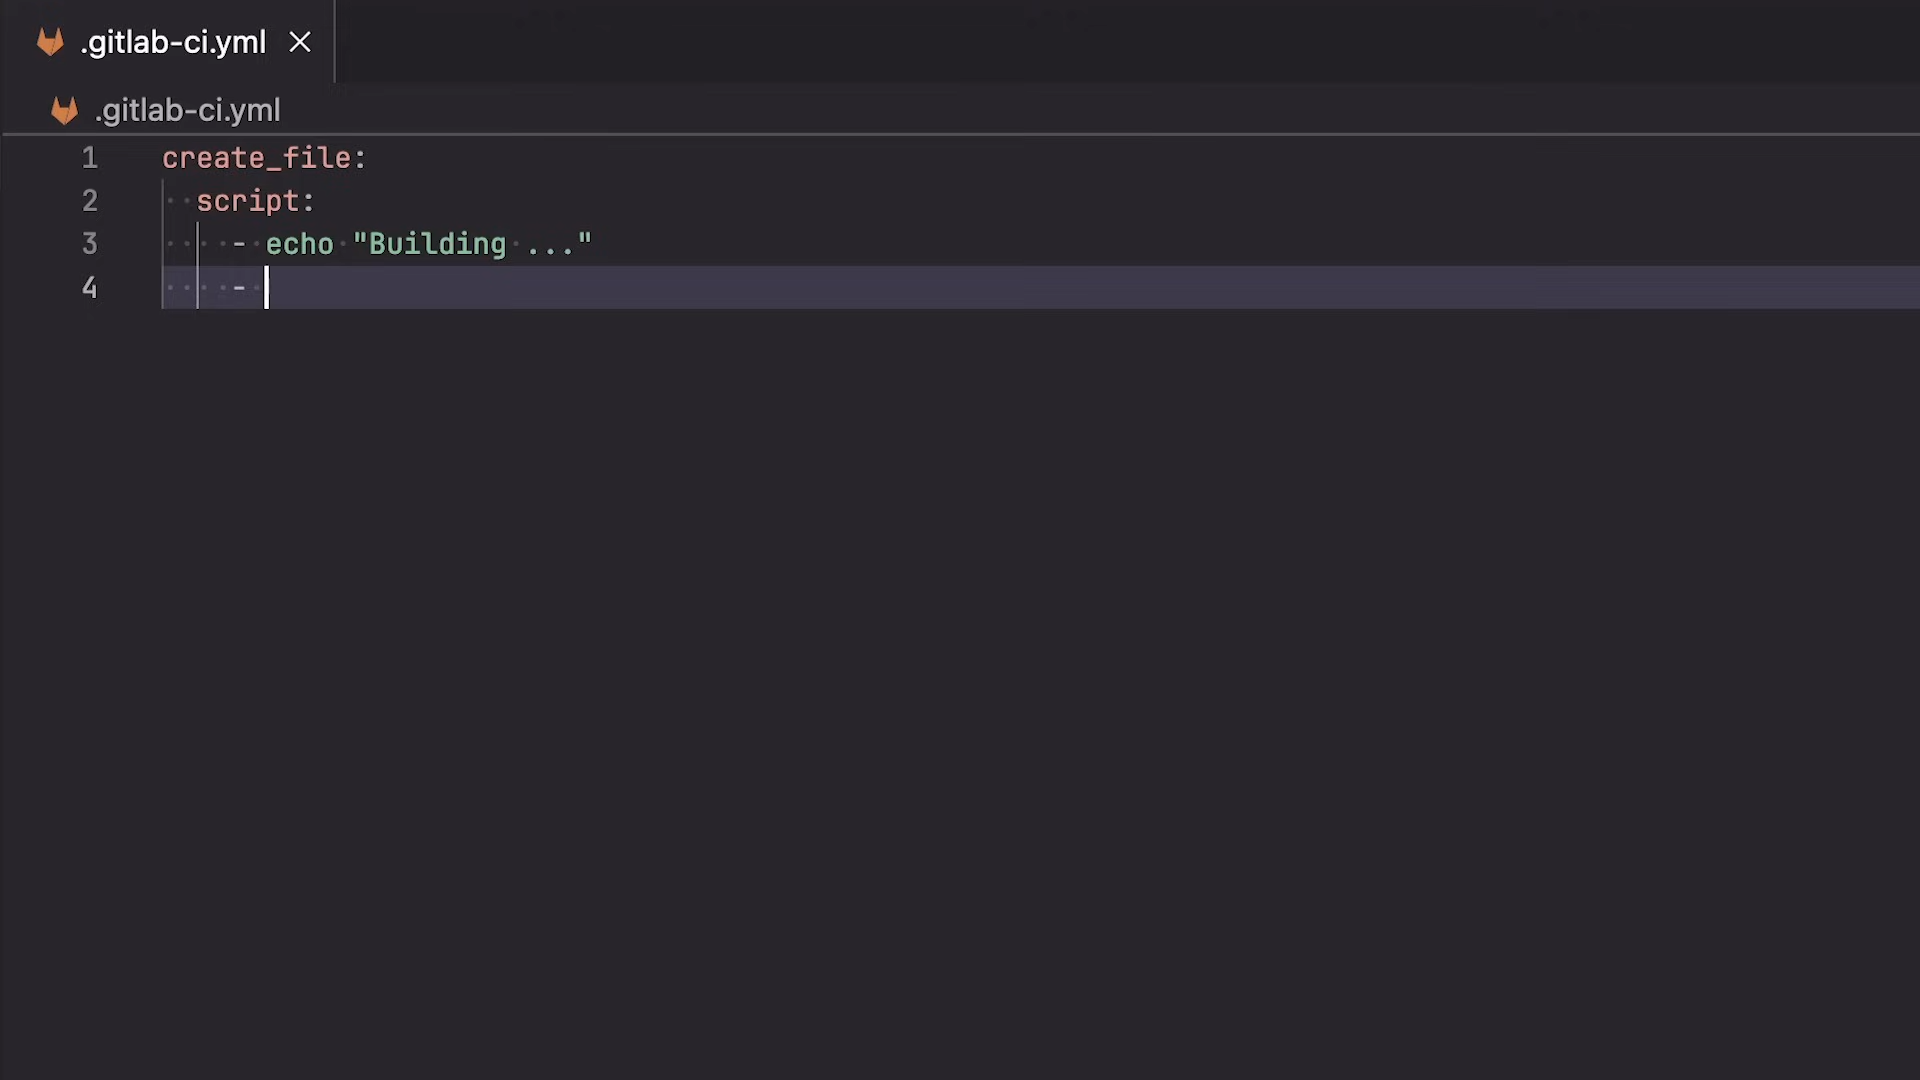 .gitlab-ci.yml
.gitlab-ci.yml
1 create_file:
2   script:
3     - echo "Building ..."
4     -